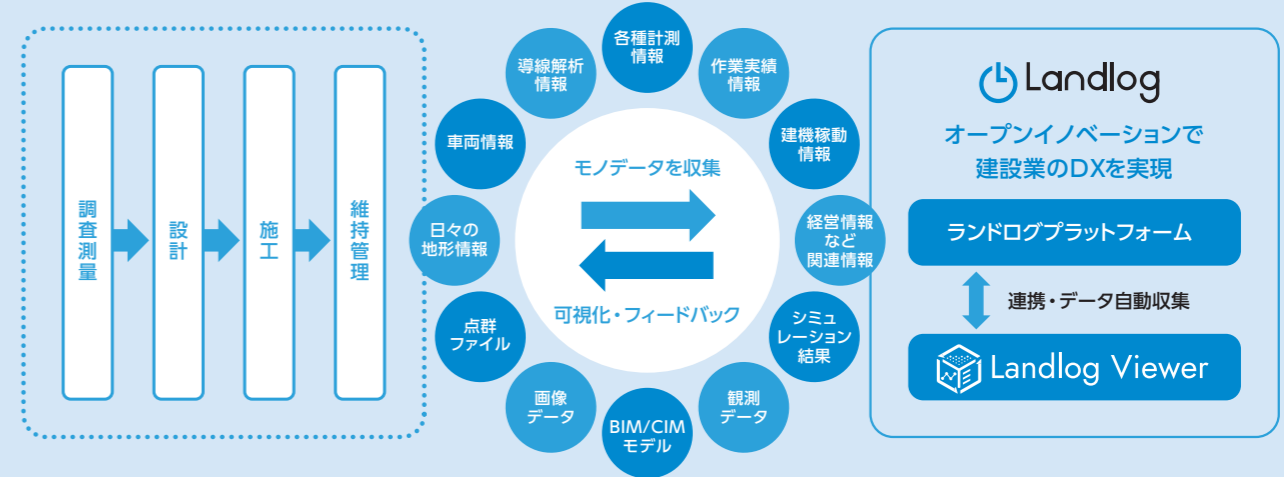 調査測量
設計
施工
維持管理
各種計測
情報
作業実績
情報
建機稼動
情報
経営情報
など
関連情報
シミュ
レーション
結果
観測
データ
BIM/CIM
モデル
画像
データ
点群
ファイル
日々の
地形情報
車両情報
導線解析
情報
モノデータを収集
可視化・フィードバック
Landlog
オープンイノベーションで
建設業のDXを実現
ランドログプラットフォーム
連携・データ自動収集
Landlog Viewer